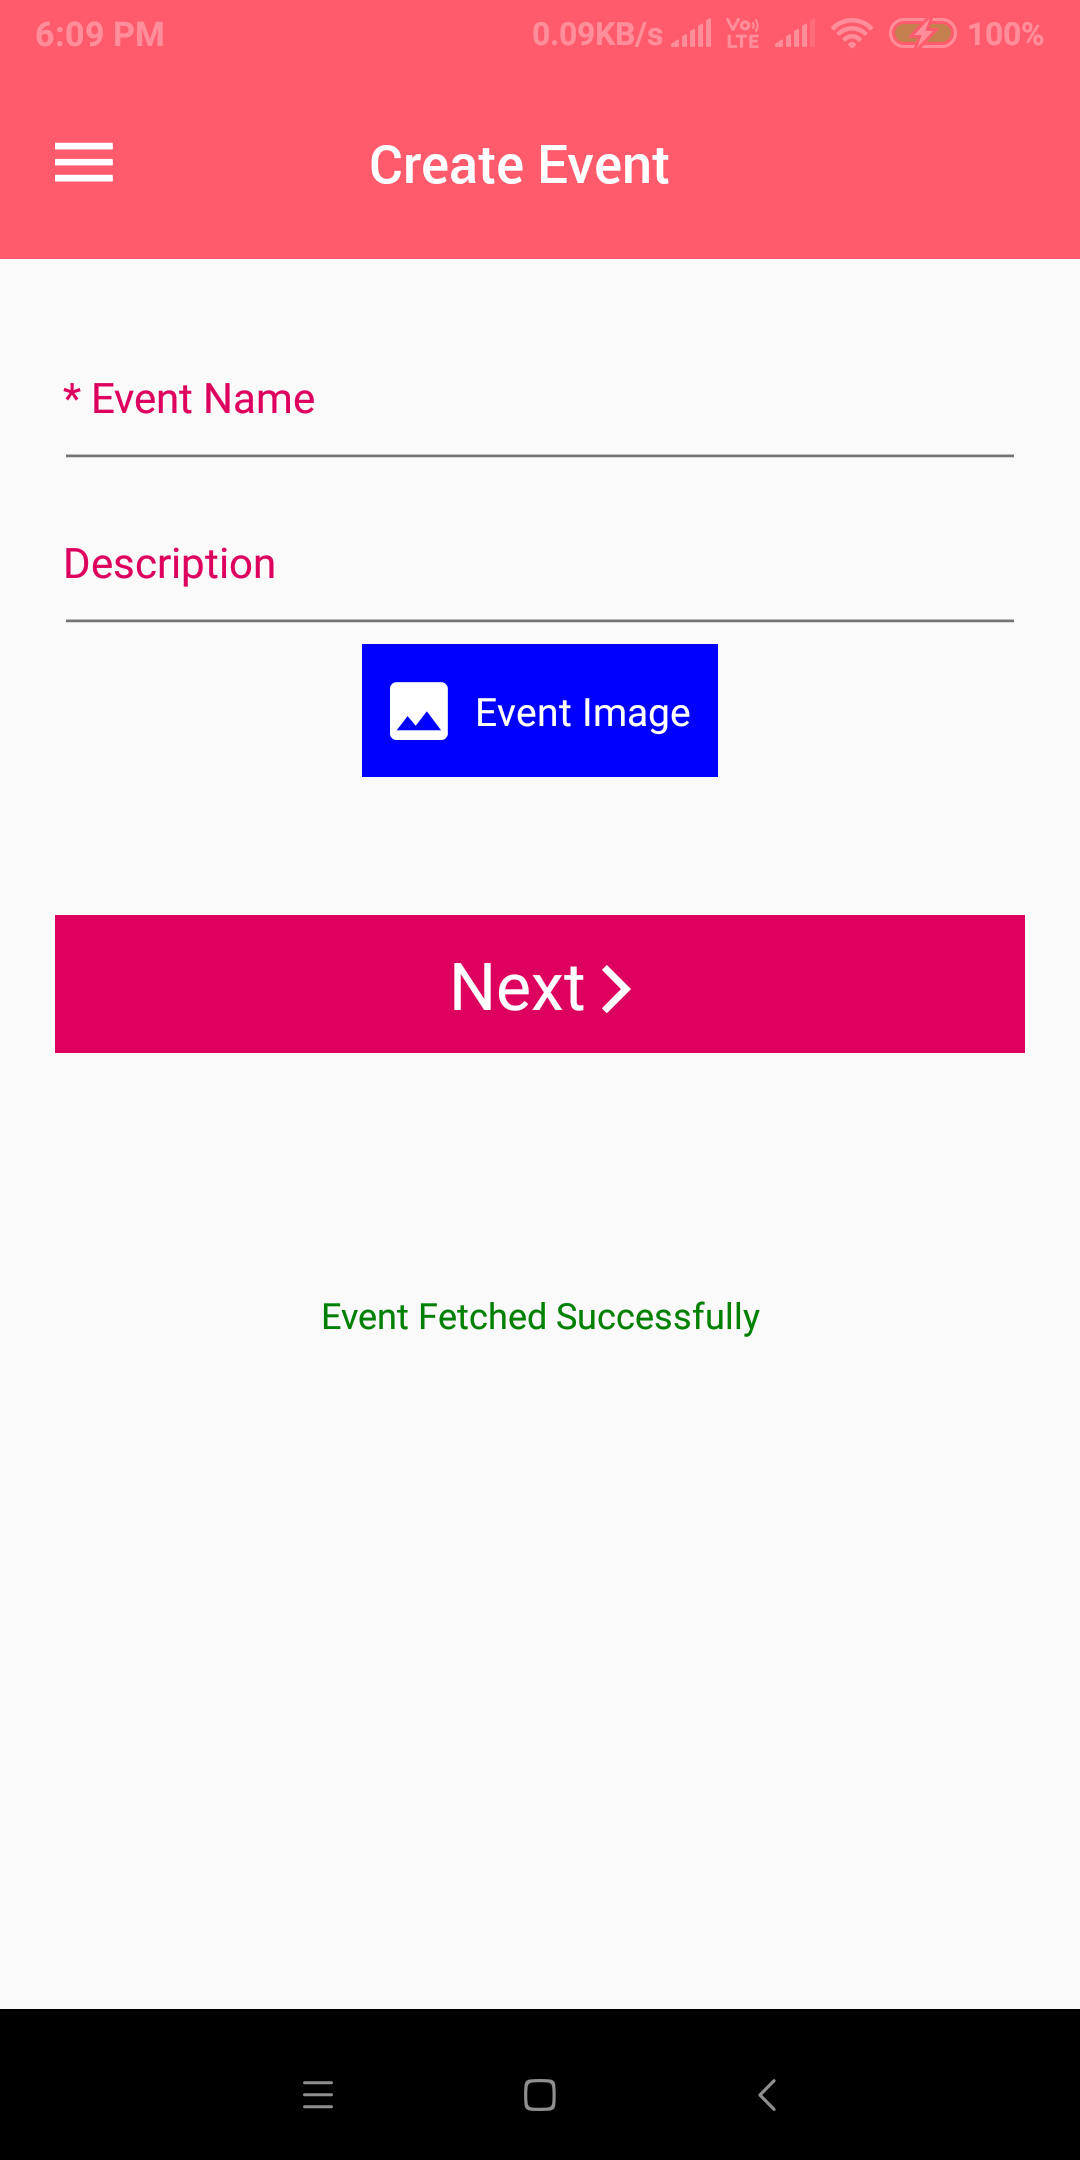 6:09 PM 0.09KB/s Vo LTE 100%
Create Event
* Event Name
Description
Event Image
Next
Event Fetched Successfully